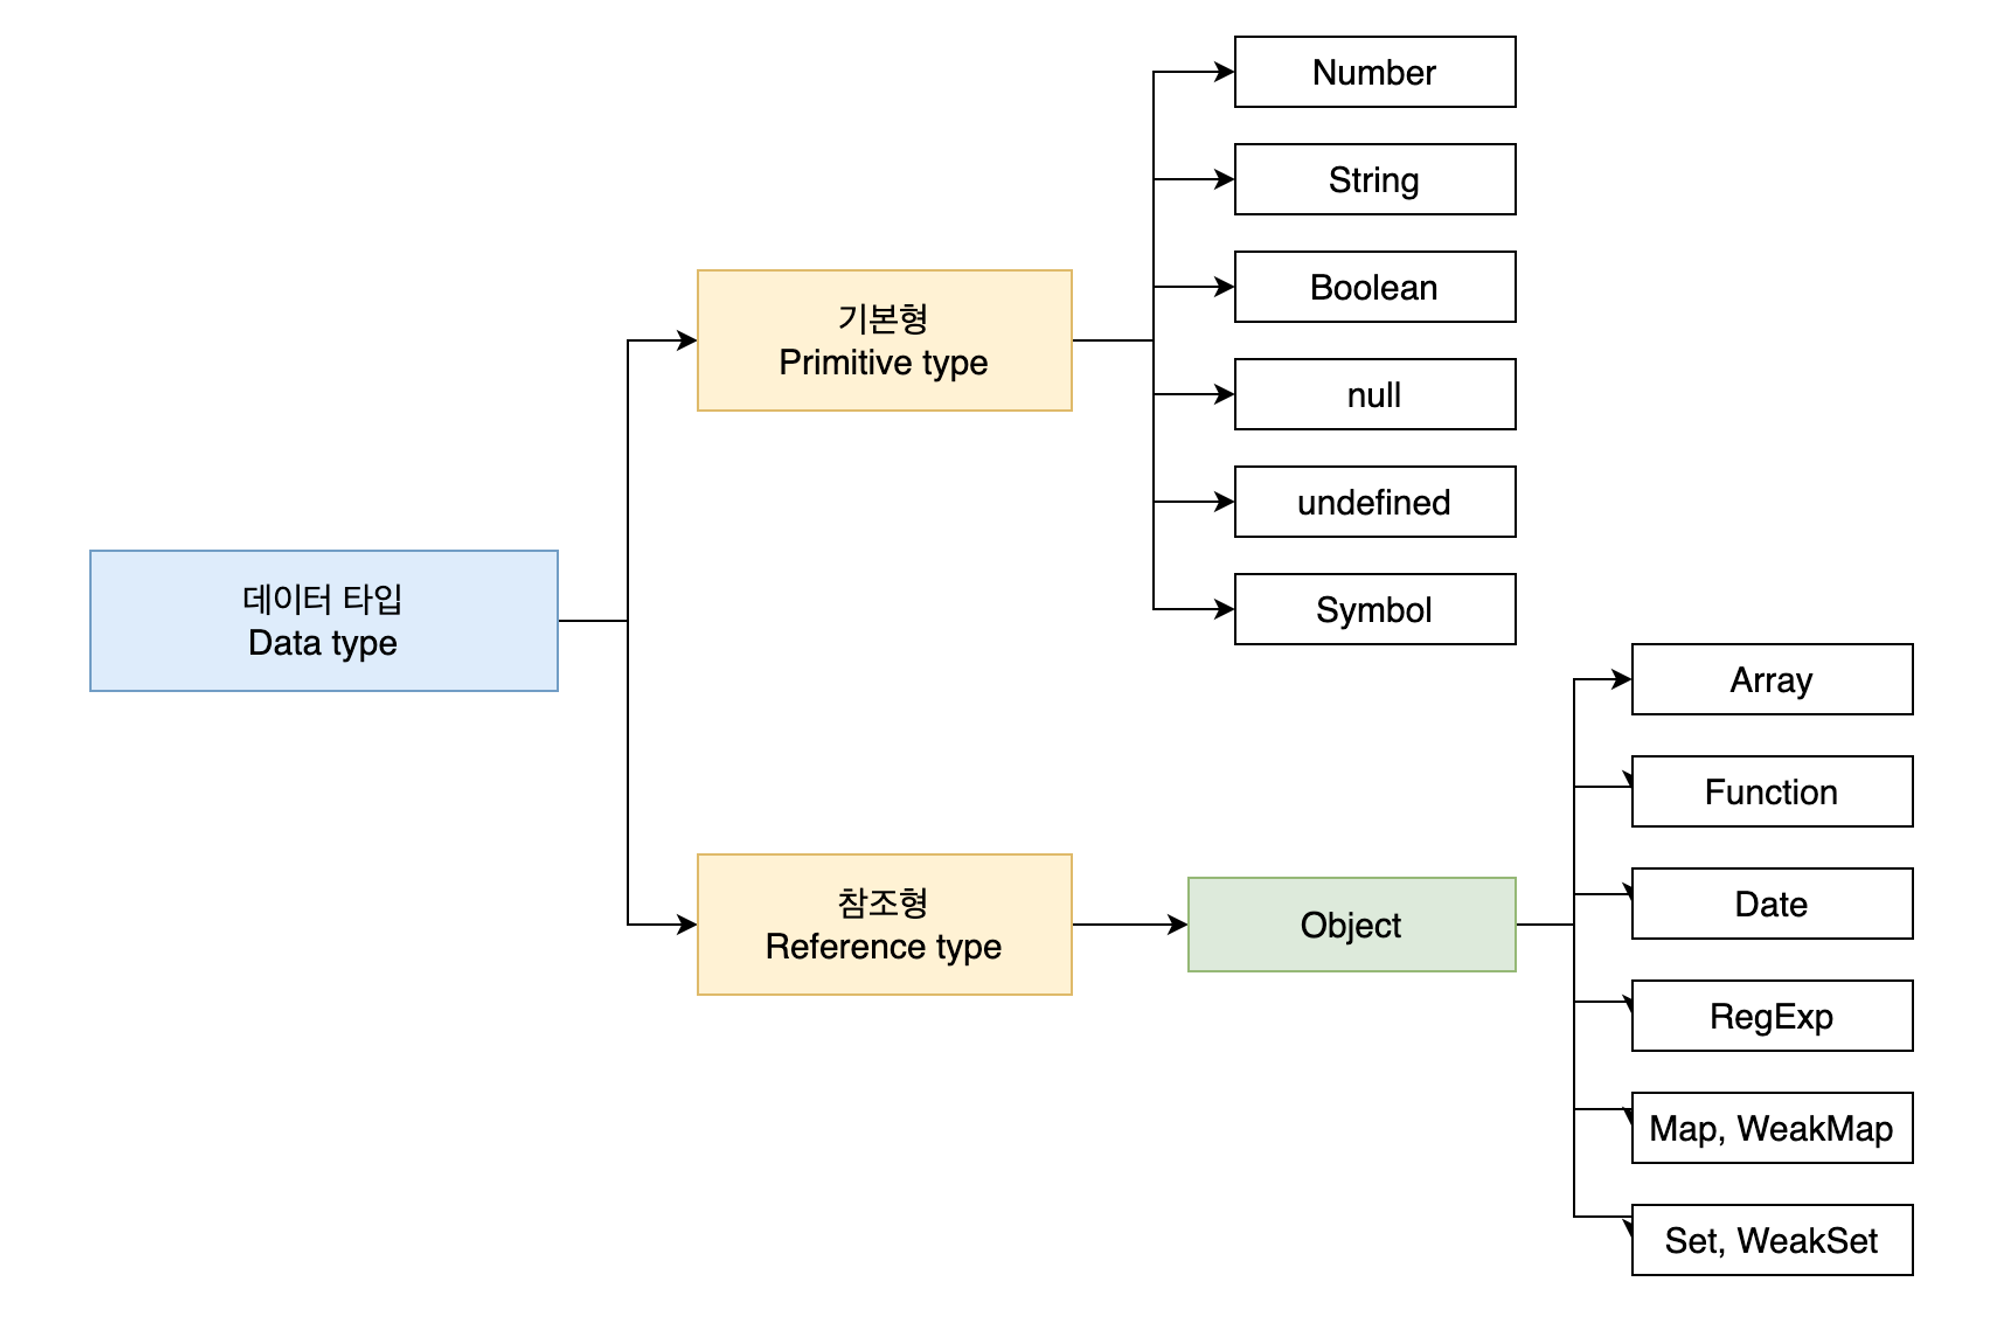 Number
String
Boolean
기본형
Primitive type
null
undefined
데이터 타입
Data type
Symbol
Array
Function
참조형
Reference type
Object
Date
RegExp
Map, WeakMap
Set, WeakSet